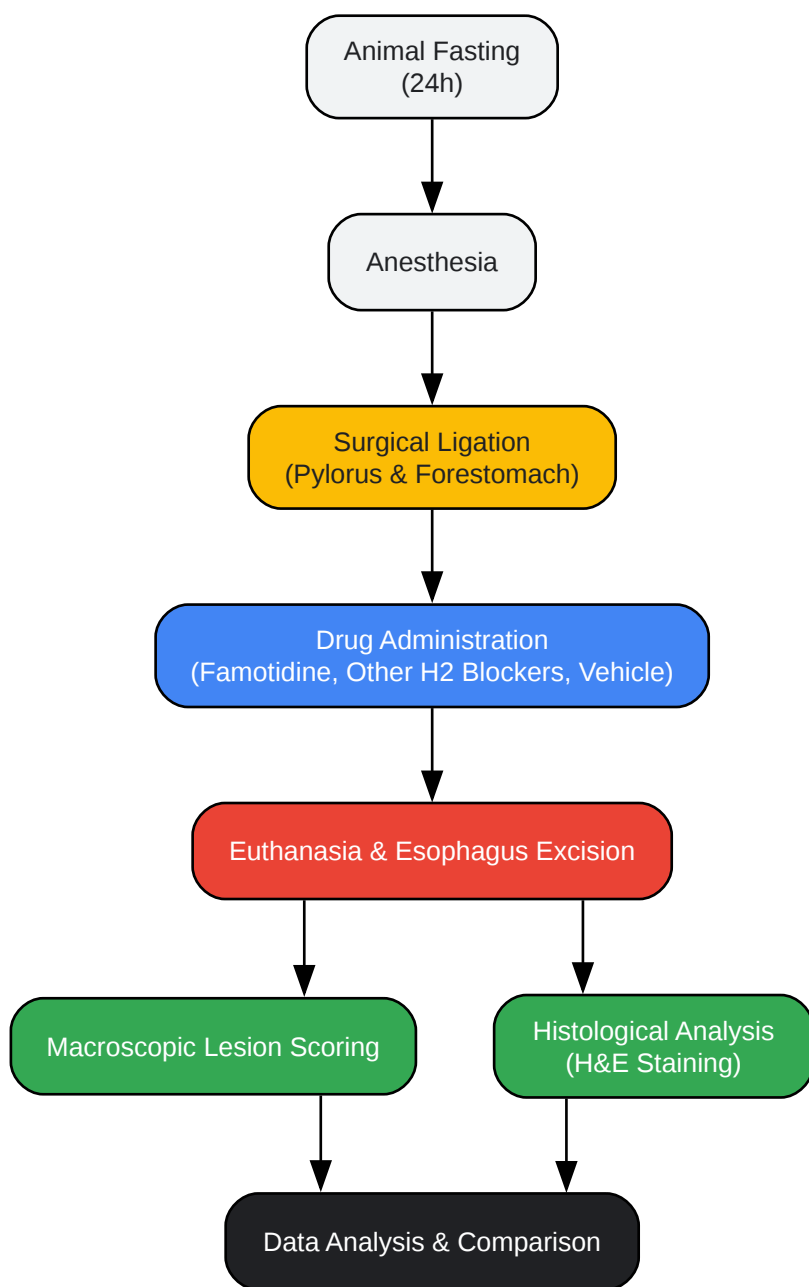 Animal Fasting
(24h)
Anesthesia
Surgical Ligation
(Pylorus & Forestomach)
Drug Administration
(Famotidine, Other H2 Blockers, Vehicle)
Euthanasia & Esophagus Excision
Macroscopic Lesion Scoring
Histological Analysis
(H&E Staining)
Data Analysis & Comparison